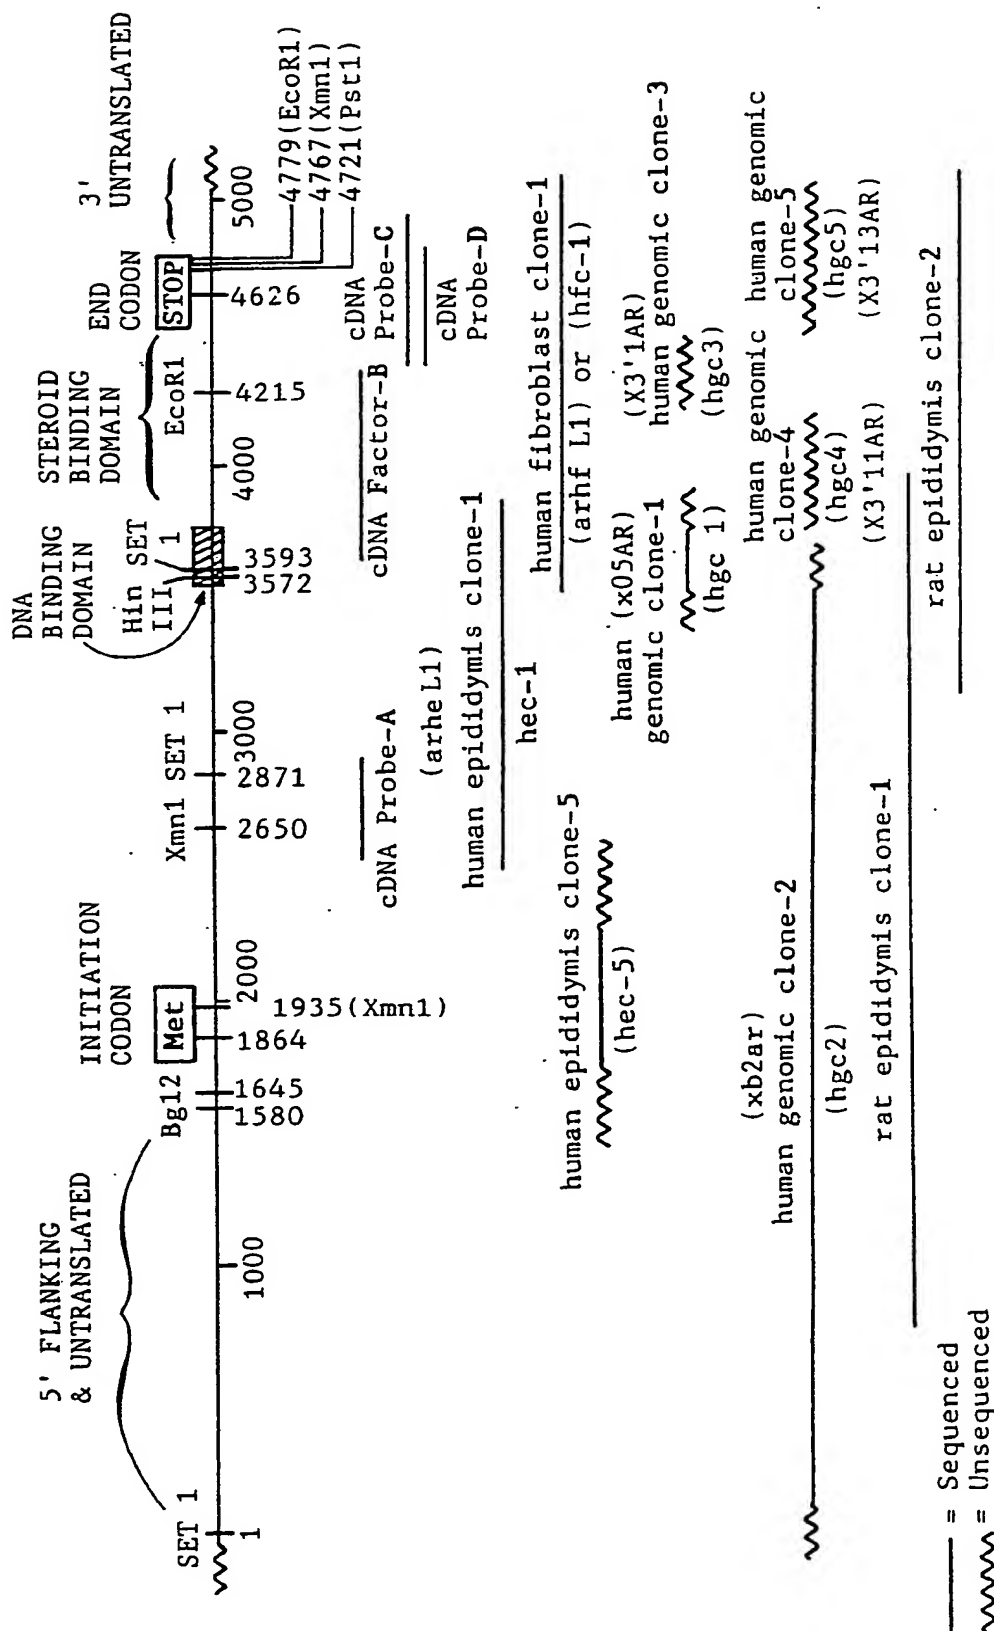 5' FLANKING
& UNTRANSLATED
INITIATION
CODON
DNA
BINDING
DOMAIN
STEROID
BINDING
DOMAIN
END
CODON
3'
UNTRANSLATED
SET 1
Bgl2
Met
Xmn1 SET 1
Hin SET
III 1
EcoR1
STOP
1
1000
1580
1645
1864
2000
1935(Xmn1)
2650
2871
3000
3572
3593
4000
4215
4626
5000
4779(EcoR1)
4767(Xmn1)
4721(Pst1)
cDNA Probe-A
cDNA Factor-B
cDNA
Probe-C
cDNA
Probe-D
(arheL1)
human epididymis clone-1
hec-1
human fibroblast clone-1
(arhf L1) or (hfc-1)
human epididymis clone-5
(hec-5)
human (x05AR)
genomic clone-1
(hgc 1)
(X3'1AR)
human genomic clone-3
(hgc3)
(xb2ar)
human genomic clone-2
(hgc2)
human genomic
clone-4
(hgc4)
(X3'11AR)
human genomic
clone-5
(hgc5)
(X3'13AR)
rat epididymis clone-1
rat epididymis clone-2
= Sequenced
= Unsequenced